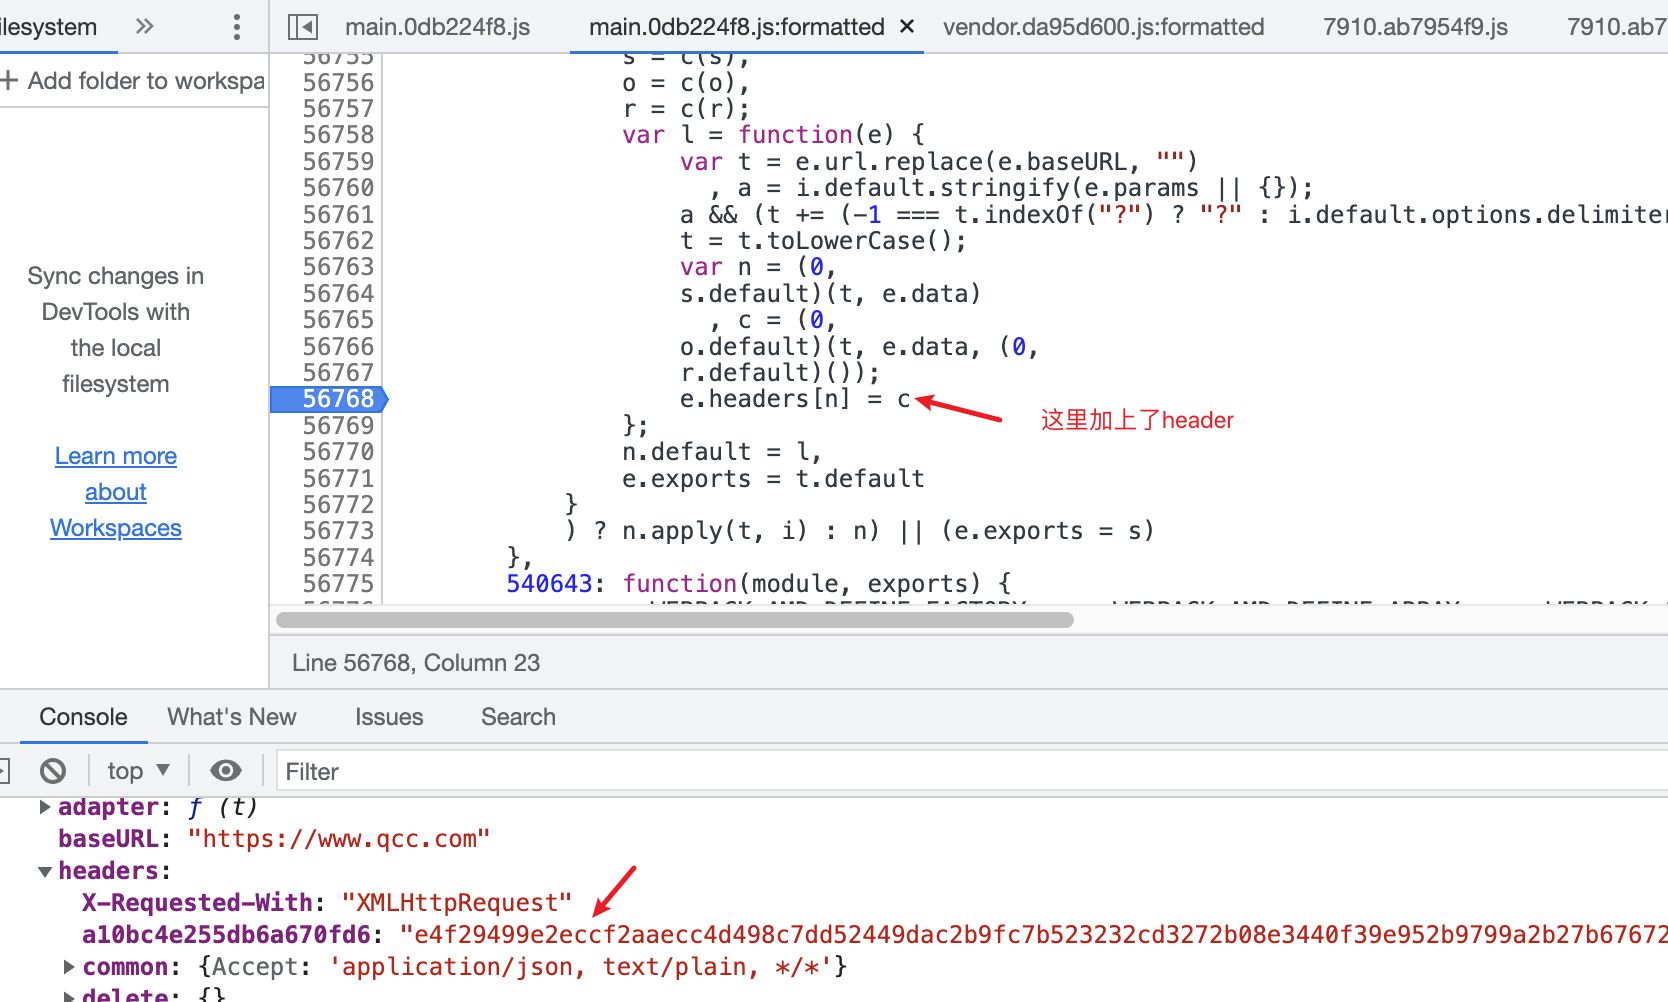 ilesystem
main.0db224f8.js
main.0db224f8.js:formatted ×
vendor.da95d600.js:formatted
7910.ab7954f9.js
7910.ab7
+ Add folder to workspa
56755 s = c(s),
56756 o = c(o),
56757 r = c(r);
56758 var l = function(e) {
56759 var t = e.url.replace(e.baseURL, "")
56760 , a = i.default.stringify(e.params || {});
56761 a && (t += (-1 === t.indexOf("?") ? "?" : i.default.options.delimiter
56762 t = t.toLowerCase();
56763 var n = (0,
56764 s.default)(t, e.data)
56765 , c = (0,
56766 o.default)(t, e.data, (0,
56767 r.default)());
56768 e.headers[n] = c
这里加上了header
56769 };
56770 n.default = l,
56771 e.exports = t.default
56772 }
56773 ) ? n.apply(t, i) : n) || (e.exports = s)
56774 },
56775 540643: function(module, exports) {
Sync changes in
DevTools with
the local
filesystem
Learn more
about
Workspaces
Line 56768, Column 23
Console
What's New
Issues
Search
top ▼
Filter
adapter: ƒ (t)
baseURL: "https://www.qcc.com"
headers:
X-Requested-With: "XMLHttpRequest"
a10bc4e255db6a670fd6: "e4f29499e2eccf2aaecc4d498c7dd52449dac2b9fc7b523232cd3272b08e3440f39e952b9799a2b27b67672
common: {Accept: 'application/json, text/plain, */*'}
delete: {}